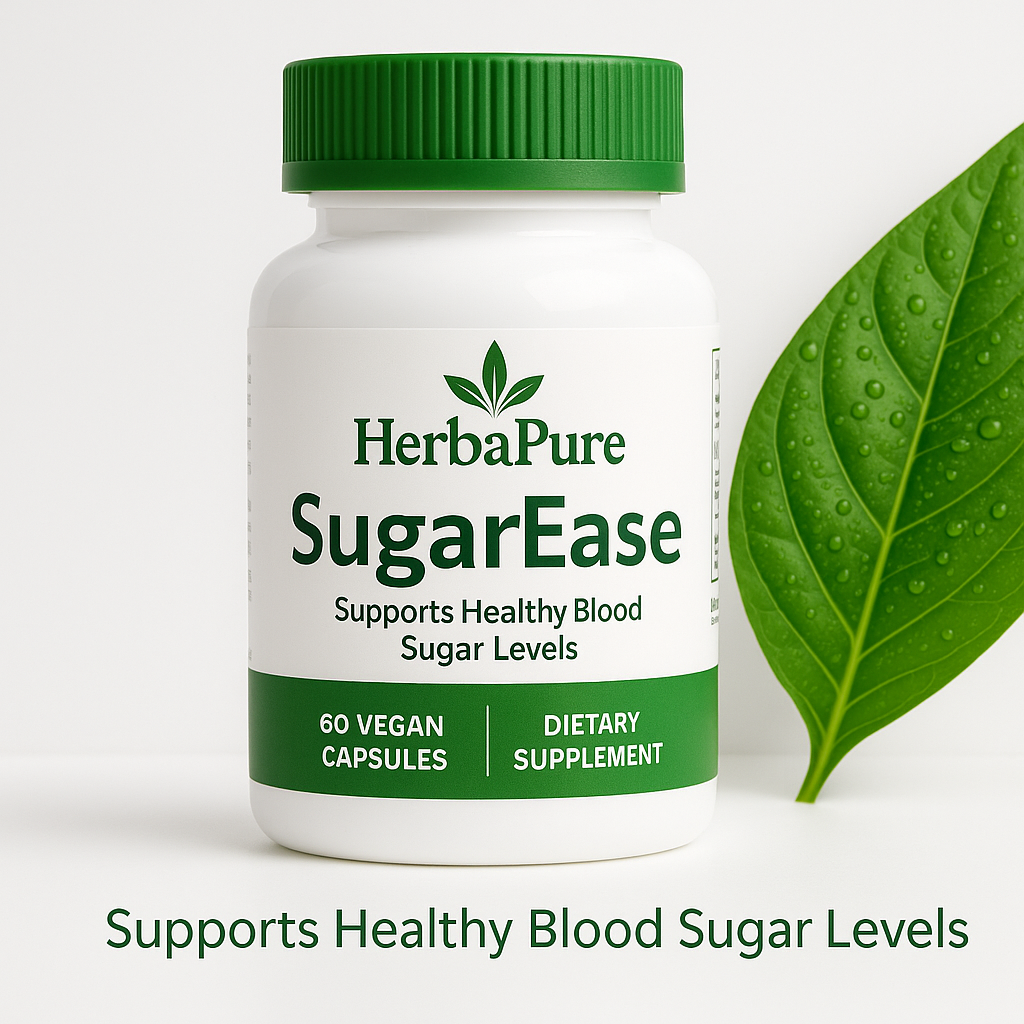 HerbaPure
SugarEase
Supports Healthy Blood
Sugar Levels
60 VEGAN
CAPSULES
DIETARY
SUPPLEMENT
Supports Healthy Blood Sugar Levels